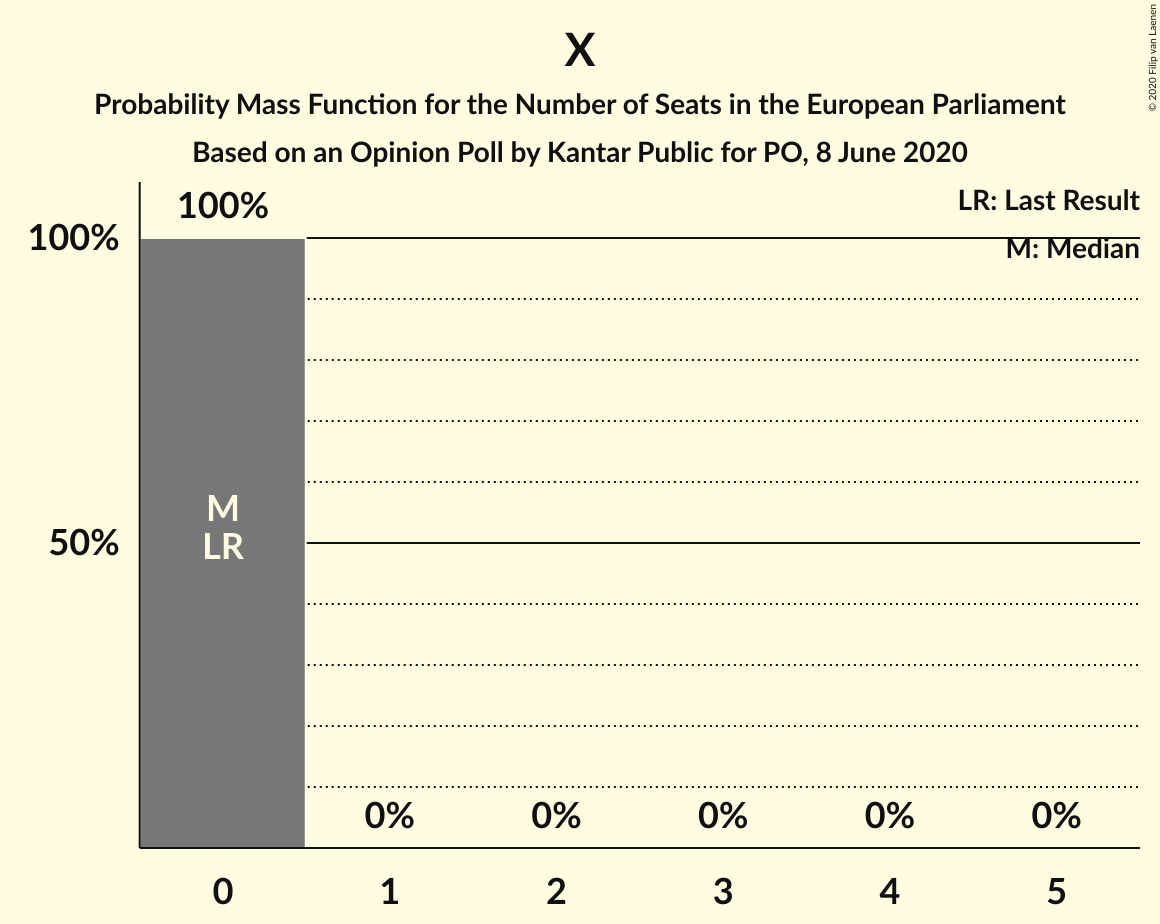 X
Probability Mass Function for the Number of Seats in the European Parliament
Based on an Opinion Poll by Kantar Public for PO, 8 June 2020
© 2020 Filip van Laenen
LR: Last Result
M: Median
100%
100%
50%
M
LR
0% 0% 0% 0% 0%
0 1 2 3 4 5